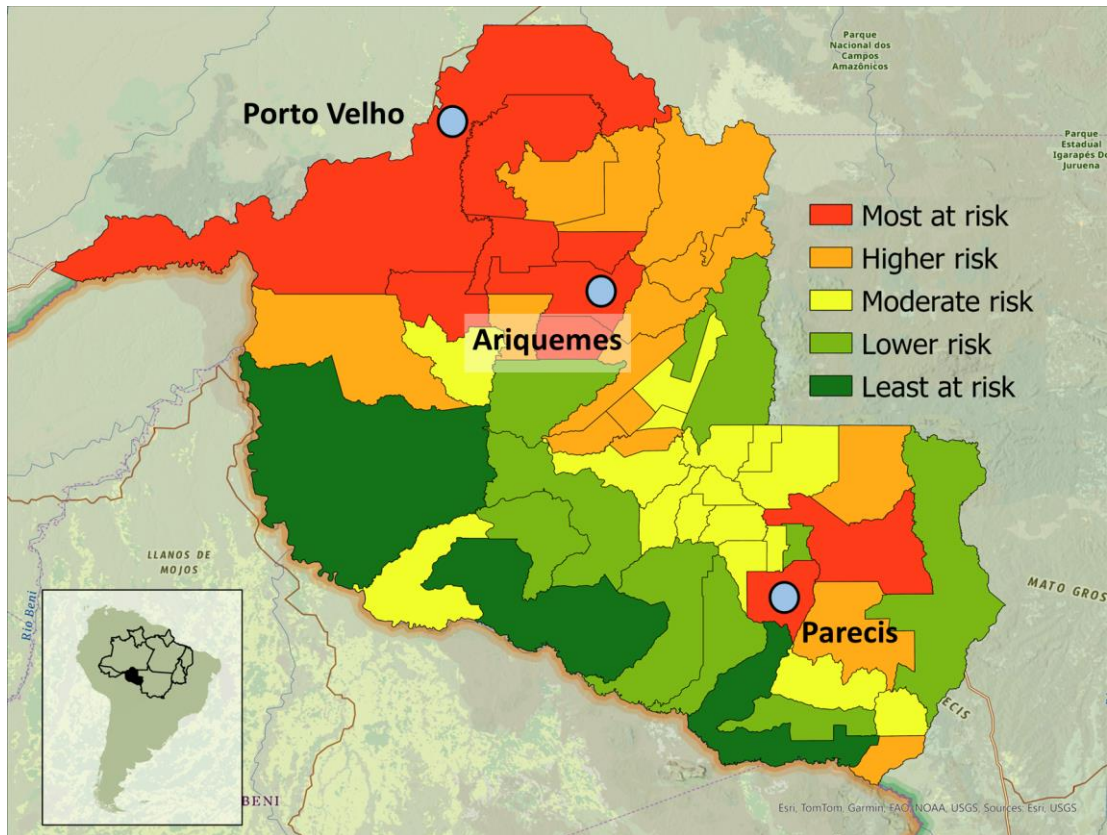 Parque
Nacional dos
Campos
Amazônicos
Porto Velho
Parque
Estadual
Igarapés Do
Juruena
Most at risk
Higher risk
Moderate risk
Lower risk
Least at risk
Ariquemes
LLANOS DE
MOJOS
Río Beni
MATO GROS
Parecis
ECIS
BENI
Esri, TomTom, Garmin, FAO, NOAA, USGS, Sources: Esri, USGS